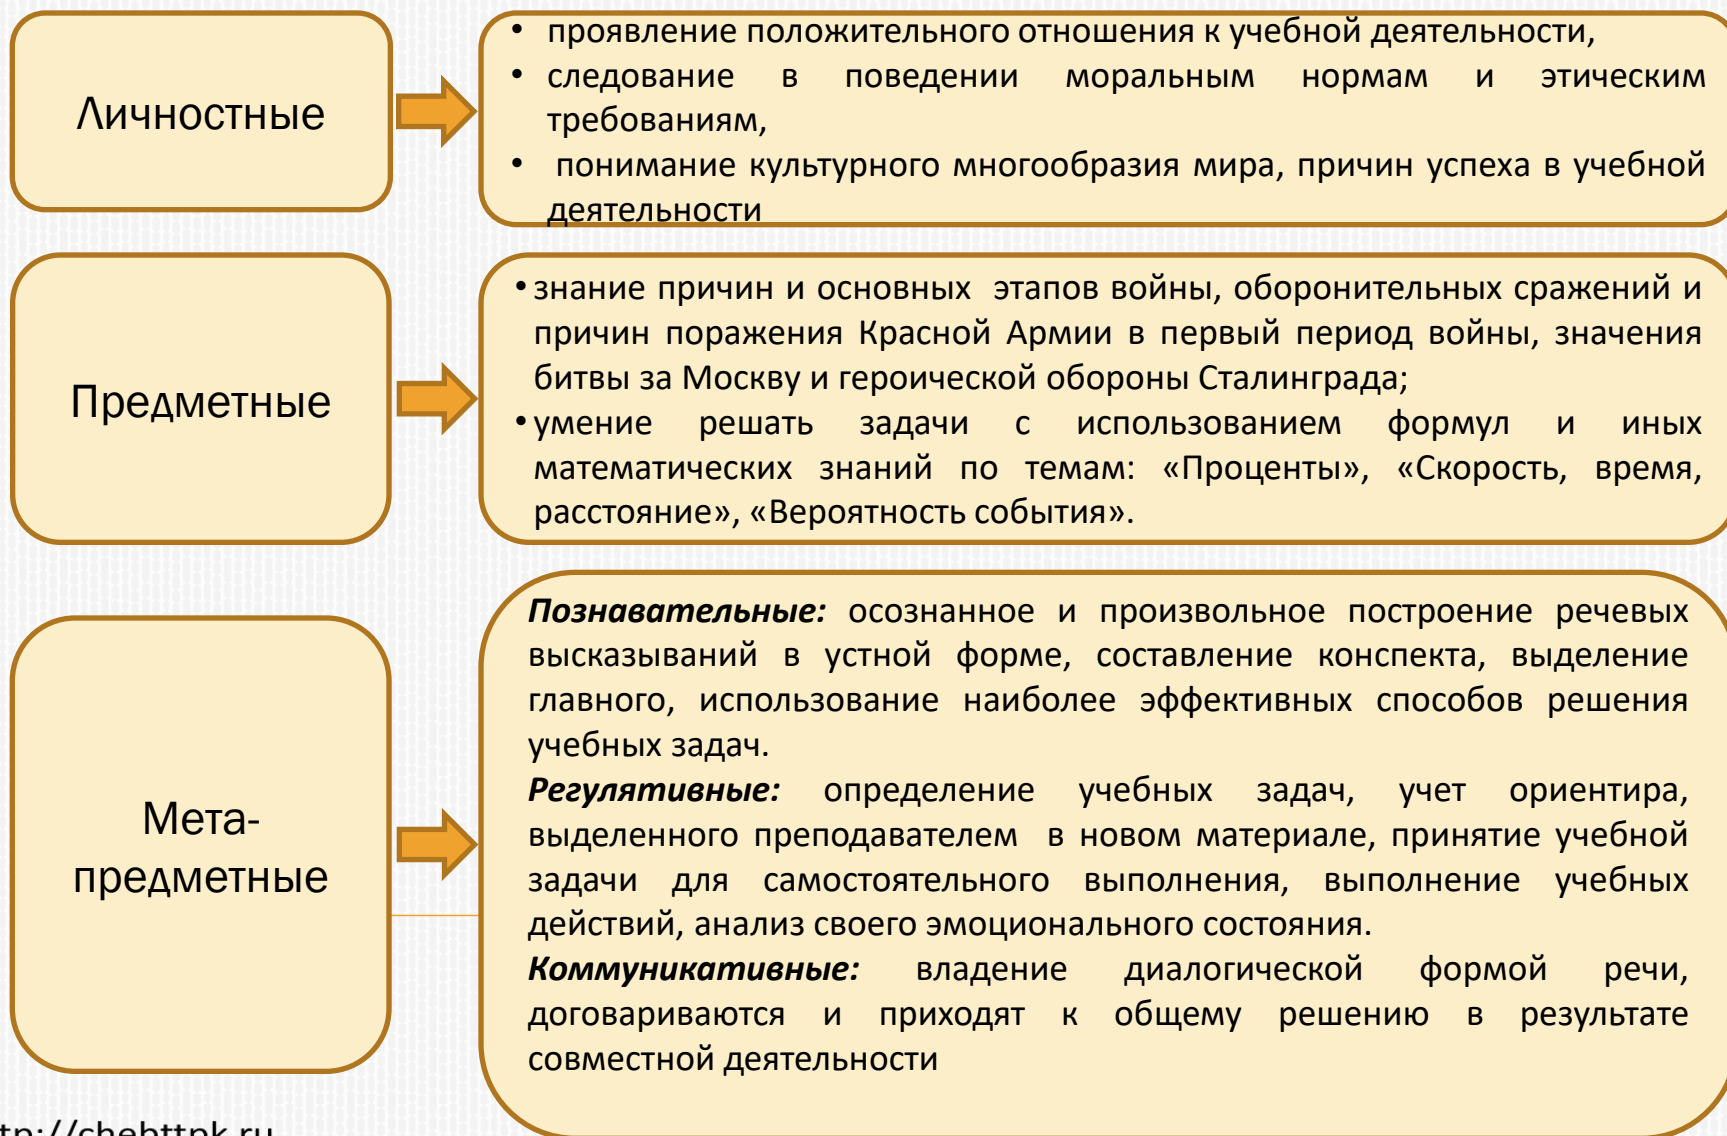 Личностные
• проявление положительного отношения к учебной деятельности,
• следование в поведении моральным нормам и этическим
требованиям,
• понимание культурного многообразия мира, причин успеха в учебной
деятельности
Предметные
• знание причин и основных этапов войны, оборонительных сражений и
причин поражения Красной Армии в первый период войны, значения
битвы за Москву и героической обороны Сталинграда;
• умение решать задачи с использованием формул и иных
математических знаний по темам: «Проценты», «Скорость, время,
расстояние», «Вероятность события».
Мета-
предметные
Познавательные: осознанное и произвольное построение речевых
высказываний в устной форме, составление конспекта, выделение
главного, использование наиболее эффективных способов решения
учебных задач.
Регулятивные: определение учебных задач, учет ориентира,
выделенного преподавателем в новом материале, принятие учебной
задачи для самостоятельного выполнения, выполнение учебных
действий, анализ своего эмоционального состояния.
Коммуникативные: владение диалогической формой речи,
договариваются и приходят к общему решению в результате
совместной деятельности
tp://chebttpk.ru